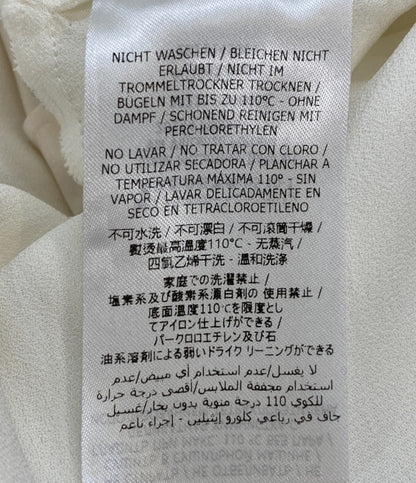 NICHT WASCHEN / BLEICHEN NICHT
ERLAUBT / NICHT IM
TROMMELTROCKNER TROCKNEN /
BÜGELN MIT BIS ZU 110°C - OHNE
DAMPF / SCHONEND REINIGEN MIT
PERCHLORETHYLEN
NO LAVAR / NO TRATAR CON CLORO /
NO UTILIZAR SECADORA / PLANCHAR A
TEMPERATURA MÁXIMA 110° - SIN
VAPOR / LAVAR DELICADAMENTE EN
SECO EN TETRACLOROETILENO
不可水洗 / 不可漂白 / 不可滾筒干燥 /
熨燙最高溫度110°C - 无蒸汽 /
四氯乙烯干洗 - 溫和洗涤
家庭での洗濯禁止 /
塩素系及び酸素系漂白剤の使用禁止 /
底面温度110℃を限度とし
てアイロン仕上げができる /
パークロロエチレン及び石
油系溶剤による弱いドライクリーニングができる
لا يغسل/عدم استخدام أي مبيض/عدم
استخدام مجففة الملابس/أقصى درجة حرارة
للكوي 110 درجة مئوية بدون بخار/غسيل
جاف في رباعي كلورو إيثيلين - إجراء ناعم